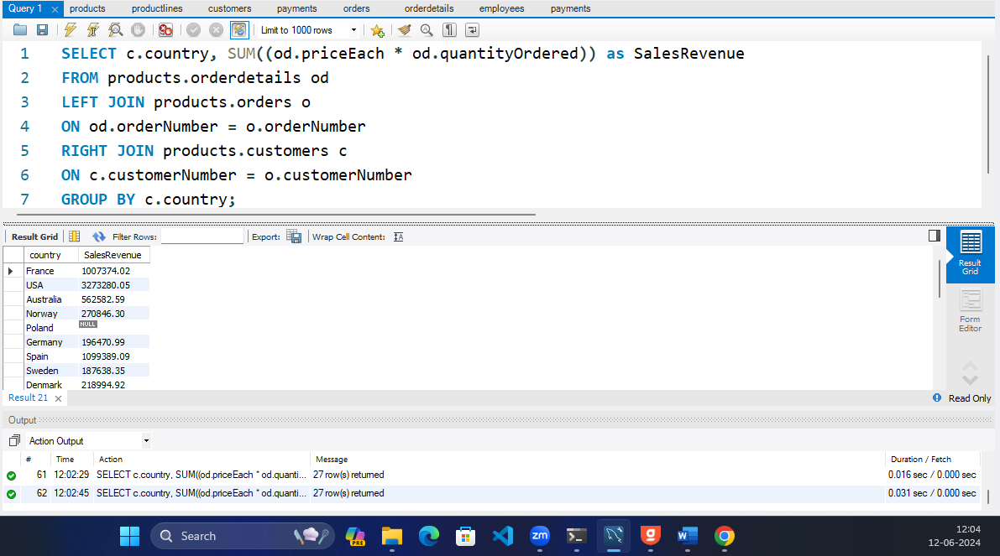 Query 1 products productlines customers payments orders orderdetails employees payments
Limit to 1000 rows
1 SELECT c.country, SUM((od.priceEach * od.quantityOrdered)) as SalesRevenue
2 FROM products.orderdetails od
3 LEFT JOIN products.orders o
4 ON od.orderNumber = o.orderNumber
5 RIGHT JOIN products.customers c
6 ON c.customerNumber = o.customerNumber
7 GROUP BY c.country;
Result Grid Filter Rows: Export: Wrap Cell Content:
country SalesRevenue
France 1007374.02
USA 3273280.05
Australia 562582.59
Norway 270846.30
Poland NULL
Germany 196470.99
Spain 1099389.09
Sweden 187638.35
Denmark 218994.92
Result
Grid
Form
Editor
Result 21 Read Only
Output
Action Output
# Time Action Message Duration / Fetch
61 12:02:29 SELECT c.country, SUM((od.priceEach * od.quanti... 27 row(s) returned 0.016 sec / 0.000 sec
62 12:02:45 SELECT c.country, SUM((od.priceEach * od.quanti... 27 row(s) returned 0.031 sec / 0.000 sec
Search PRE zm W 12:04
12-06-2024